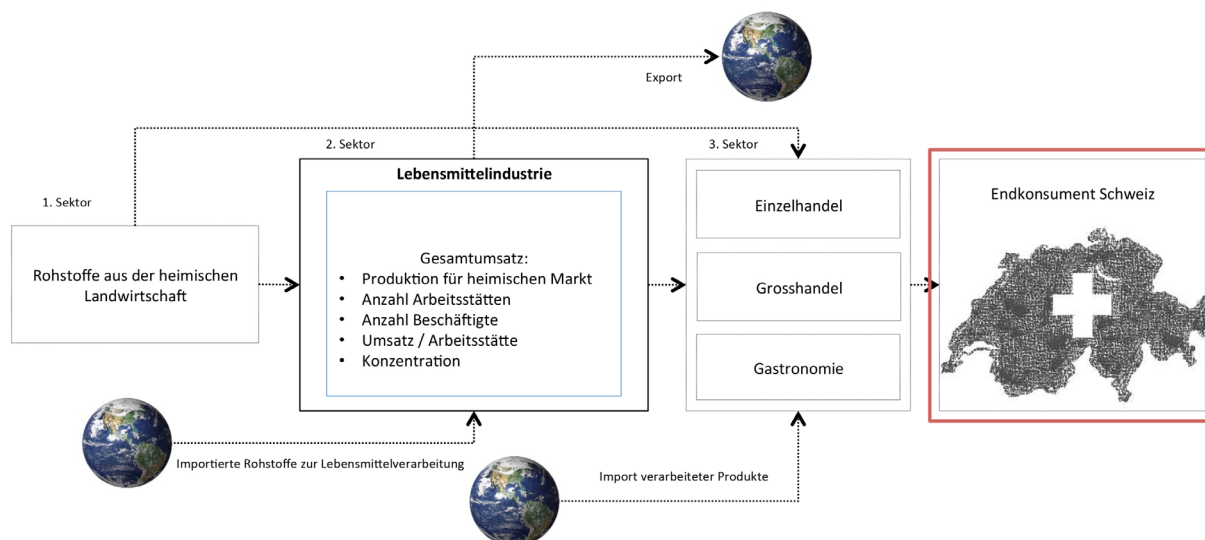 Export
2. Sektor
3. Sektor
Lebensmittelindustrie
1. Sektor
Rohstoffe aus der heimischen
Landwirtschaft
Gesamtumsatz:
• Produktion für heimischen Markt
• Anzahl Arbeitsstätten
• Anzahl Beschäftigte
• Umsatz / Arbeitsstätte
• Konzentration
Einzelhandel
Grosshandel
Gastronomie
Endkonsument Schweiz
Importierte Rohstoffe zur Lebensmittelverarbeitung
Import verarbeiteter Produkte